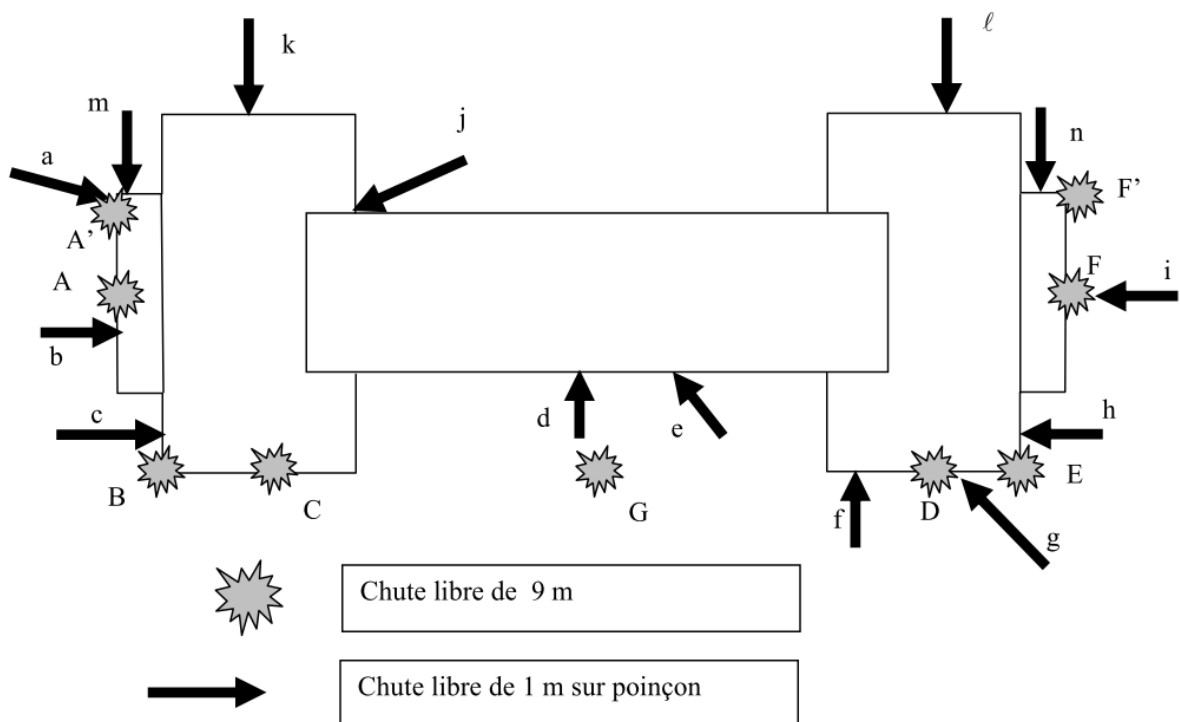 ℓ
k
m
j
n
a
F’
A’
A
F
i
b
c
h
d
e
B
E
C
G
f
D
g
Chute libre de 9 m
Chute libre de 1 m sur poinçon